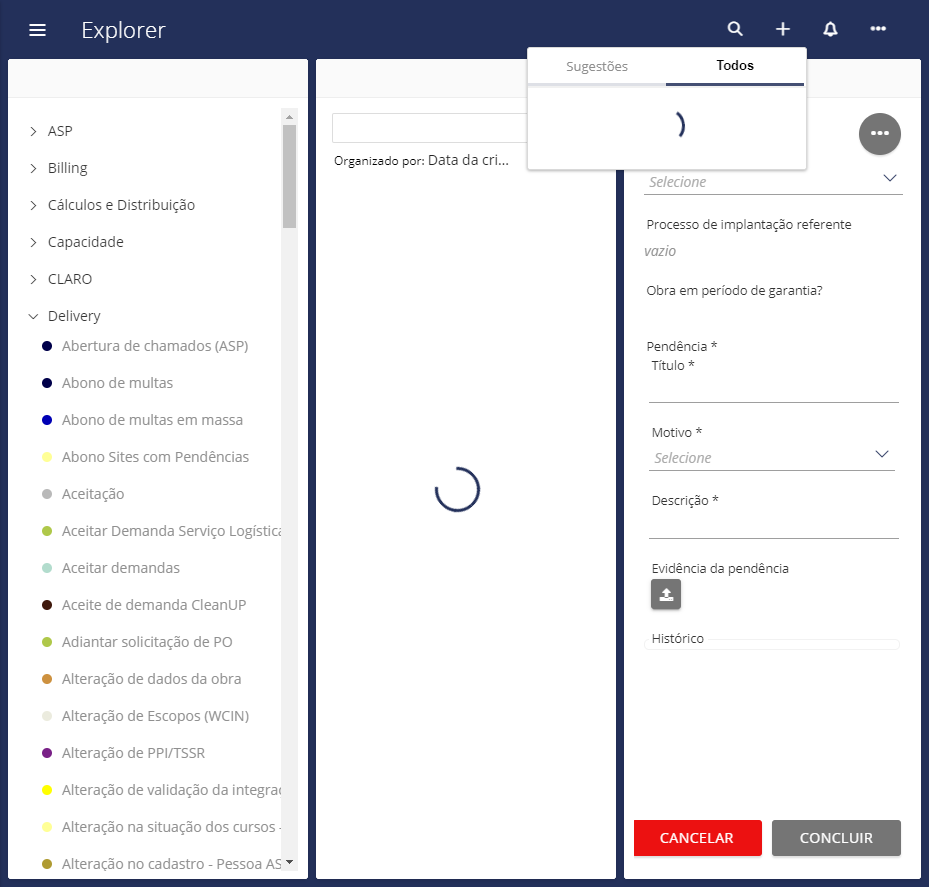 Explorer
Sugestões
Todos
ASP
Billing
Cálculos e Distribuição
Capacidade
CLARO
Delivery
Abertura de chamados (ASP)
Abono de multas
Abono de multas em massa
Abono Sites com Pendências
Aceitação
Aceitar Demanda Serviço Logística
Aceitar demandas
Aceite de demanda CleanUP
Adiantar solicitação de PO
Alteração de dados da obra
Alteração de Escopos (WCIN)
Alteração de PPI/TSSR
Alteração de validação da
Alteração na situação dos cursos -
Alteração no cadastro - Pessoa AS
Organizado por: Data da cri...
Selecione
Processo de implantação referente
vazio
Obra em período de garantia?
Pendência *
Título *
Motivo *
Selecione
Descrição *
Evidência da pendência
Histórico
CANCELAR
CONCLUIR